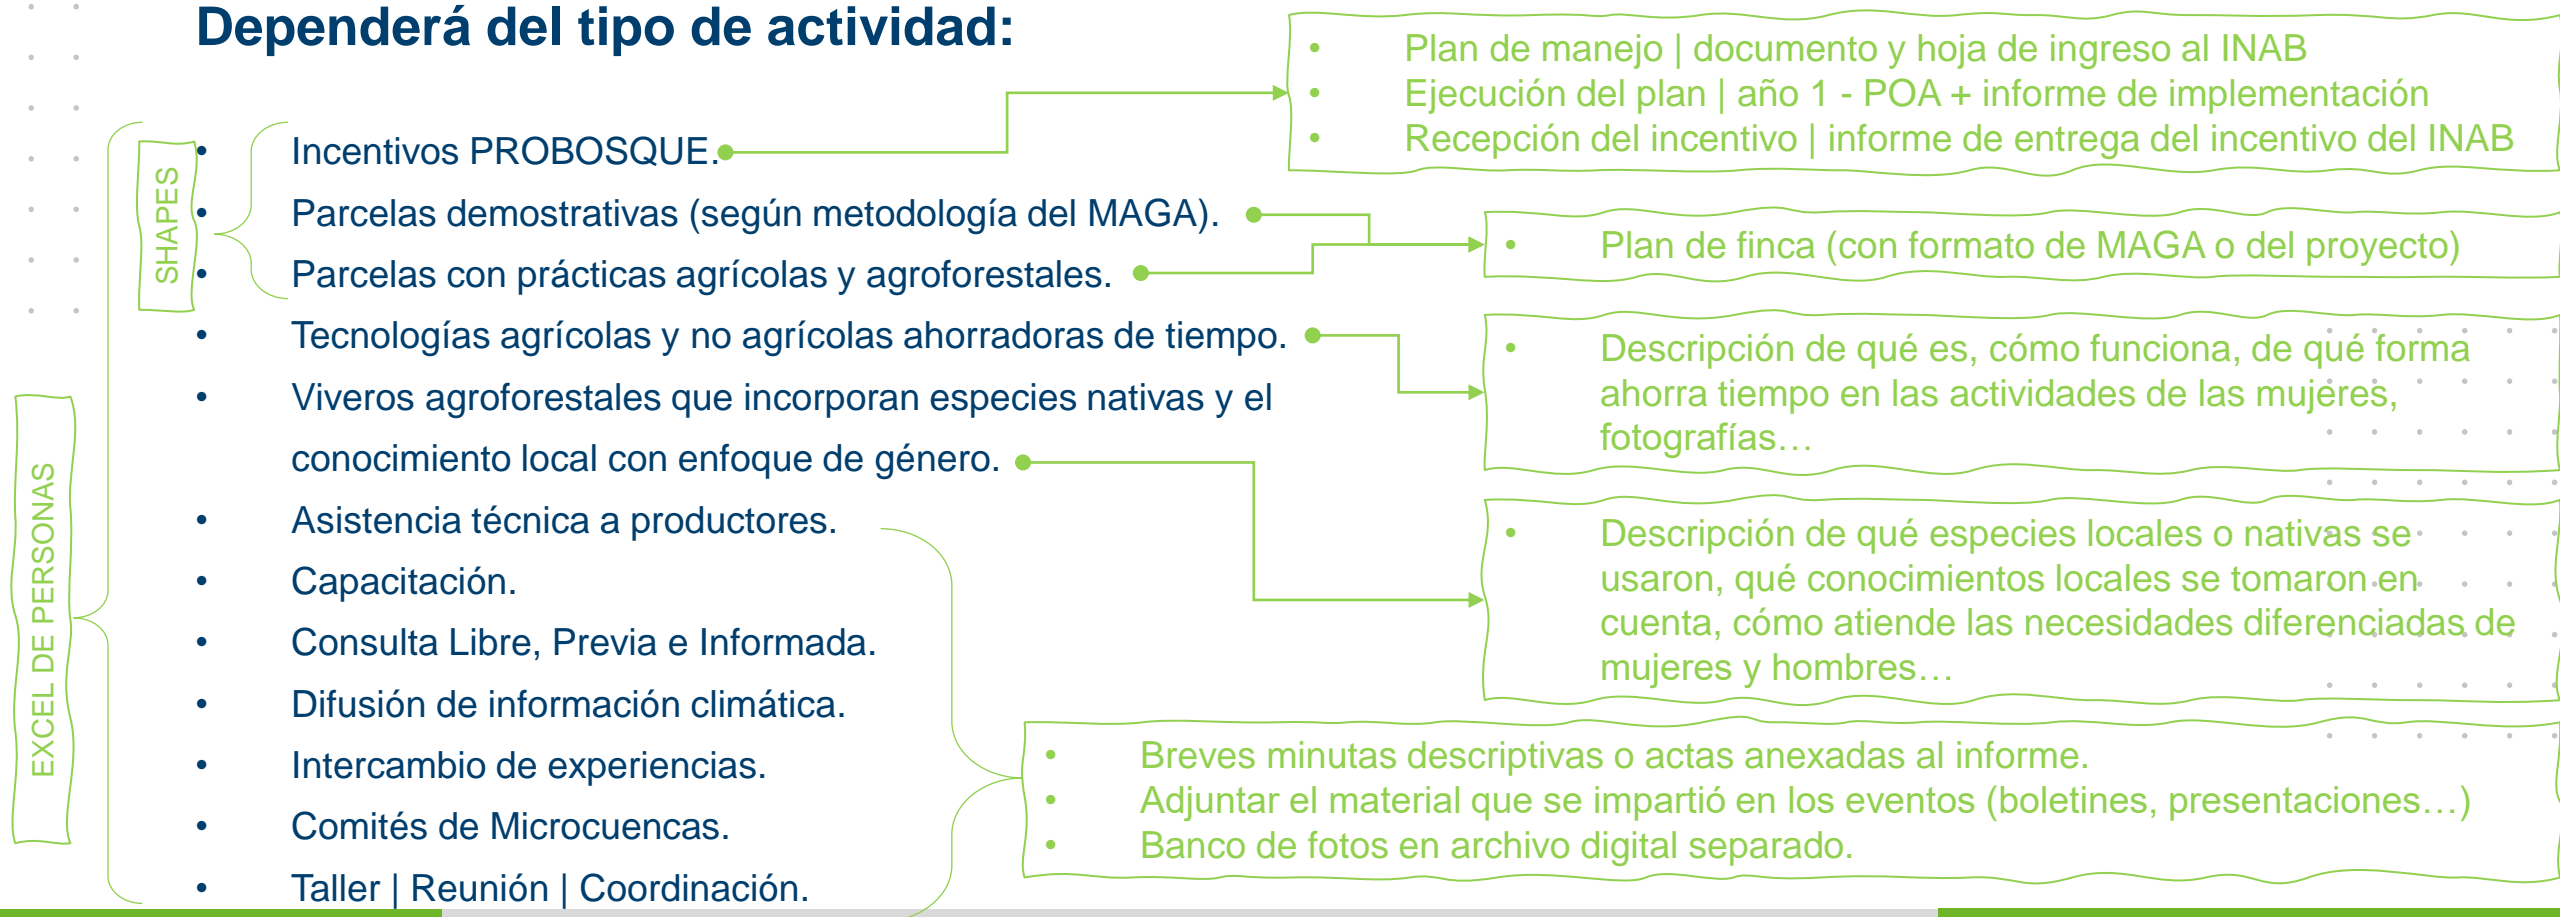 Dependerá del tipo de actividad:
EXCEL DE PERSONAS
SHAPES
• Incentivos PROBOSQUE.
• Parcelas demostrativas (según metodología del MAGA).
• Parcelas con prácticas agrícolas y agroforestales.
• Tecnologías agrícolas y no agrícolas ahorradoras de tiempo.
• Viveros agroforestales que incorporan especies nativas y el
conocimiento local con enfoque de género.
• Asistencia técnica a productores.
• Capacitación.
• Consulta Libre, Previa e Informada.
• Difusión de información climática.
• Intercambio de experiencias.
• Comités de Microcuencas.
• Taller | Reunión | Coordinación.
• Plan de manejo | documento y hoja de ingreso al INAB
• Ejecución del plan | año 1 - POA + informe de implementación
• Recepción del incentivo | informe de entrega del incentivo del INAB
• Plan de finca (con formato de MAGA o del proyecto)
• Descripción de qué es, cómo funciona, de qué forma
ahorra tiempo en las actividades de las mujeres,
fotografías…
• Descripción de qué especies locales o nativas se
usaron, qué conocimientos locales se tomaron en
cuenta, cómo atiende las necesidades diferenciadas de
mujeres y hombres…
• Breves minutas descriptivas o actas anexadas al informe.
• Adjuntar el material que se impartió en los eventos (boletines, presentaciones…)
• Banco de fotos en archivo digital separado.